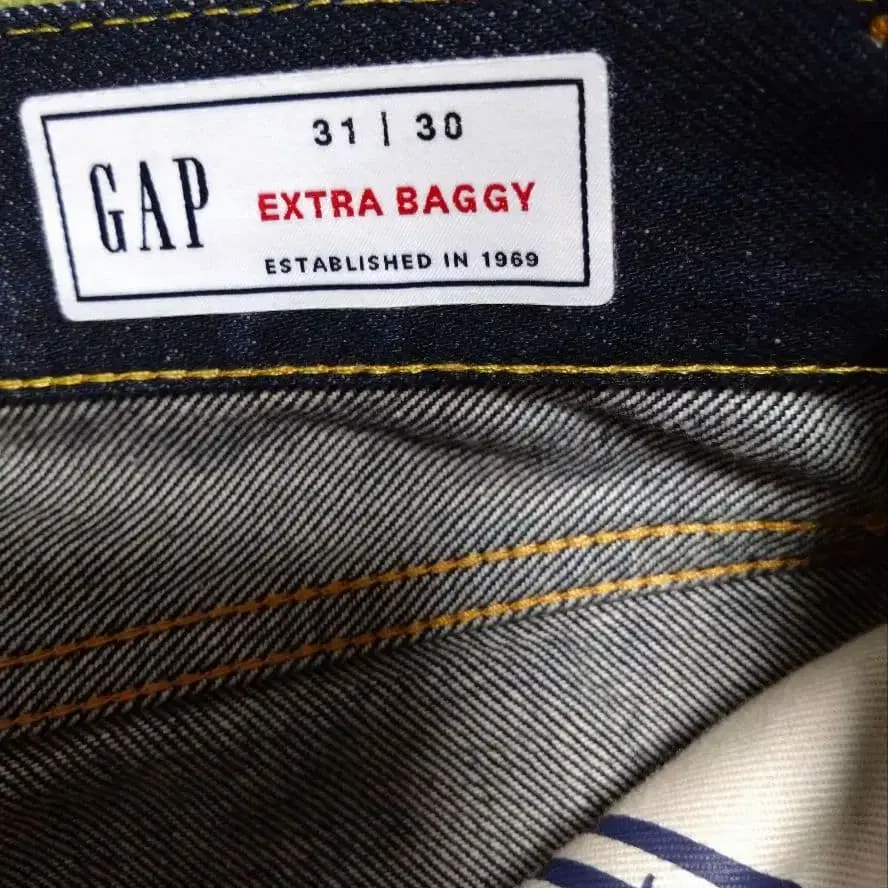 GAP
31 | 30
EXTRA BAGGY
ESTABLISHED IN 1969